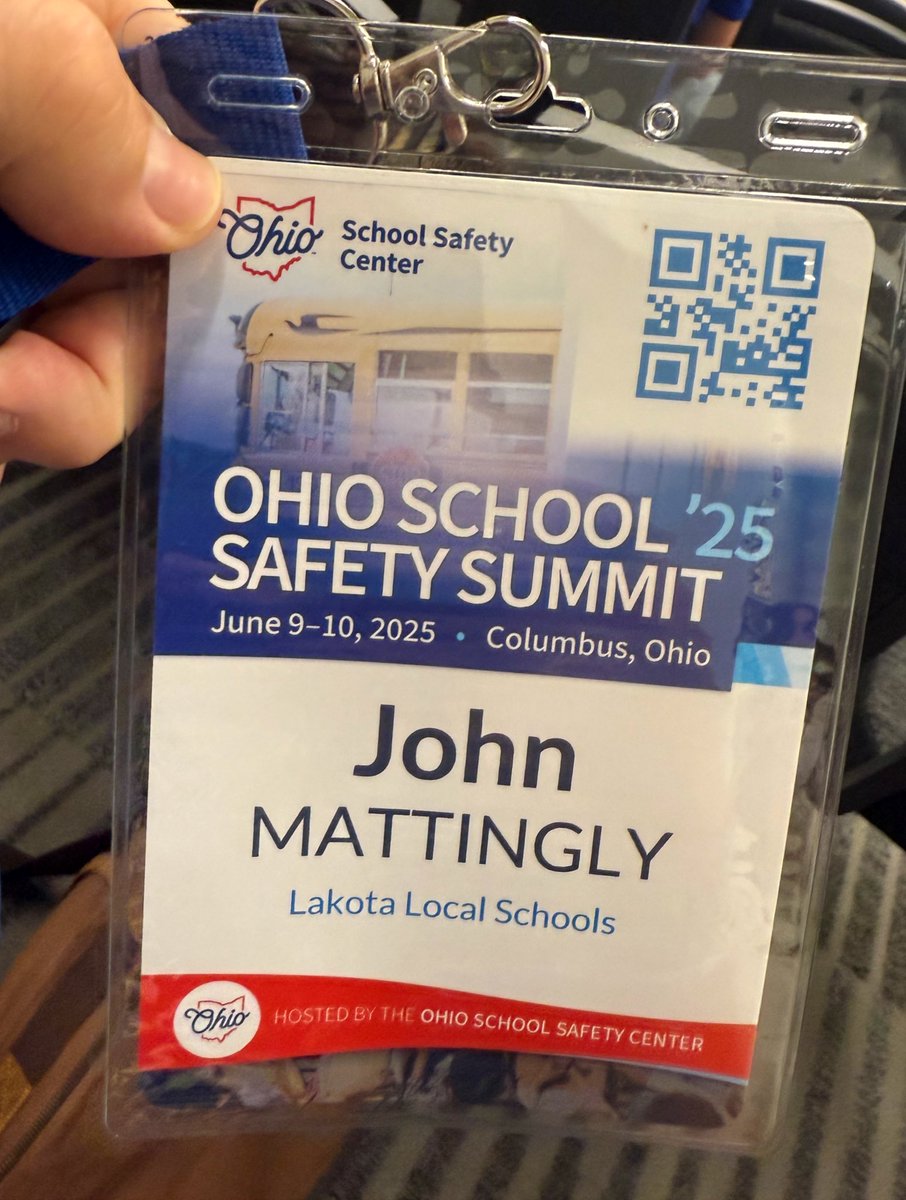 Ohio
School Safety
Center
OHIO SCHOOL '25
SAFETY SUMMIT
June 9–10, 2025 • Columbus, Ohio
John
MATTINGLY
Lakota Local Schools
Ohio
HOSTED BY THE OHIO SCHOOL SAFETY CENTER